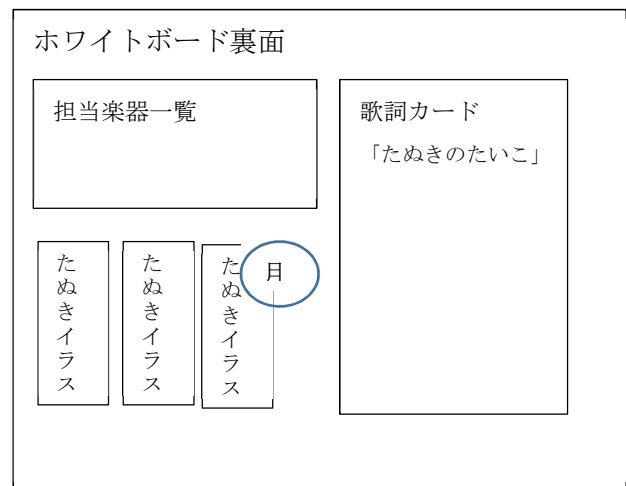 ホワイトボード裏面
担当楽器一覧
歌詞カード
「たぬきのたいこ」
たぬきイラス
たぬきイラス
たぬきイラス
月